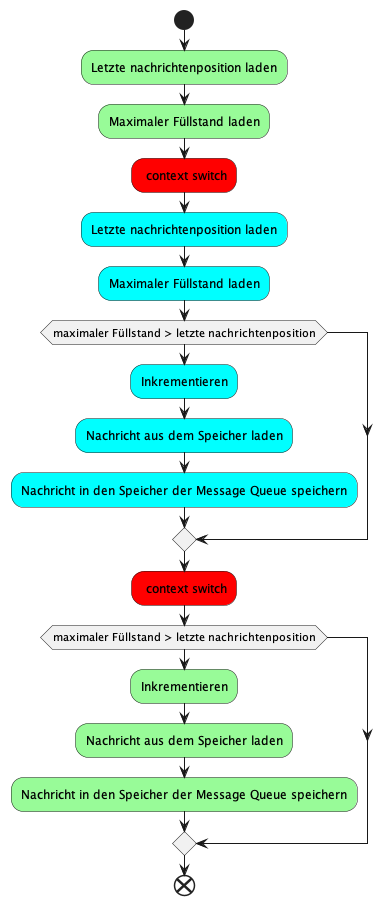 Letzte nachrichtenposition laden
Maximaler Füllstand laden
context switch
Letzte nachrichtenposition laden
Maximaler Füllstand laden
maximaler Füllstand > letzte nachrichtenposition
Inkrementieren
Nachricht aus dem Speicher laden
Nachricht in den Speicher der Message Queue speichern
context switch
maximaler Füllstand > letzte nachrichtenposition
Inkrementieren
Nachricht aus dem Speicher laden
Nachricht in den Speicher der Message Queue speichern